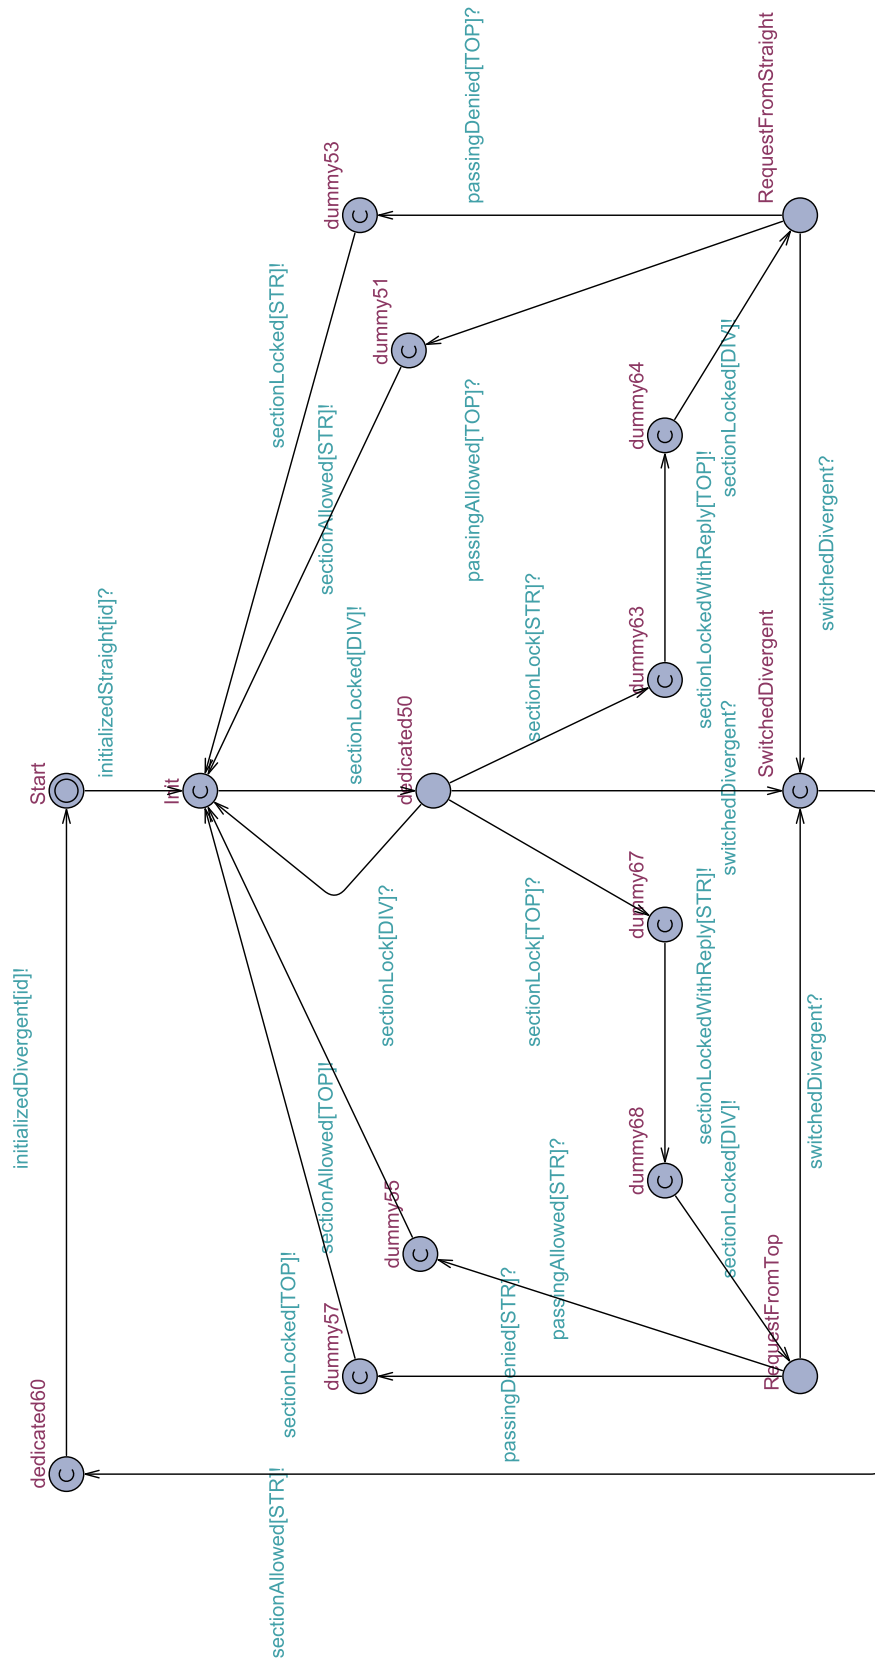 dedicated60
initializedDivergent[id]!
Start
initializedStraight[id]?
Init
sectionAllowed[STR]!
sectionLocked[TOP]!
dummy57
sectionAllowed[TOP]!
dummy55
sectionLock[DIV]?
sectionLocked[DIV]!
dedicated50
sectionAllowed[STR]!
sectionLocked[STR]!
dummy53
dummy51
passingDenied[STR]?
passingAllowed[STR]?
sectionLock[TOP]?
sectionLock[STR]?
passingAllowed[TOP]?
passingDenied[TOP]?
dummy68
dummy67
dummy63
dummy64
sectionLockedWithReply[STR]!
sectionLockedWithReply[TOP]!
sectionLocked[DIV]!
switchedDivergent?
sectionLocked[DIV]!
RequestFromTop
SwitchedDivergent
RequestFromStraight
switchedDivergent?
switchedDivergent?
C
C
C
C
C
C
C
C
C
C
C